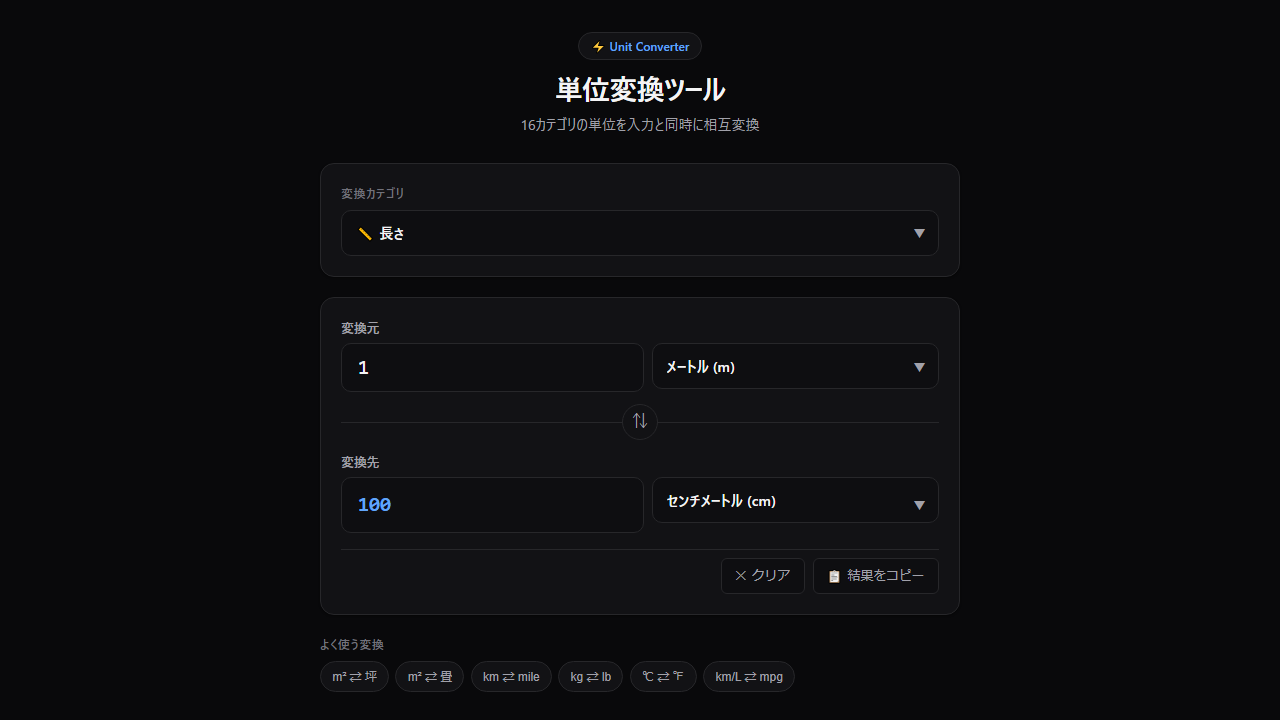 ⚡ Unit Converter
単位変換ツール
16カテゴリの単位を入力と同時に相互変換
変換カテゴリ
📏 長さ ▼
変換元
1 メートル (m) ▼
⇅
変換先
100 センチメートル (cm) ▼
✕ クリア 📋 結果をコピー
よく使う変換
m² ⇄ 坪 m² ⇄ 畳 km ⇄ mile kg ⇄ lb ℃ ⇄ ℉ km/L ⇄ mpg